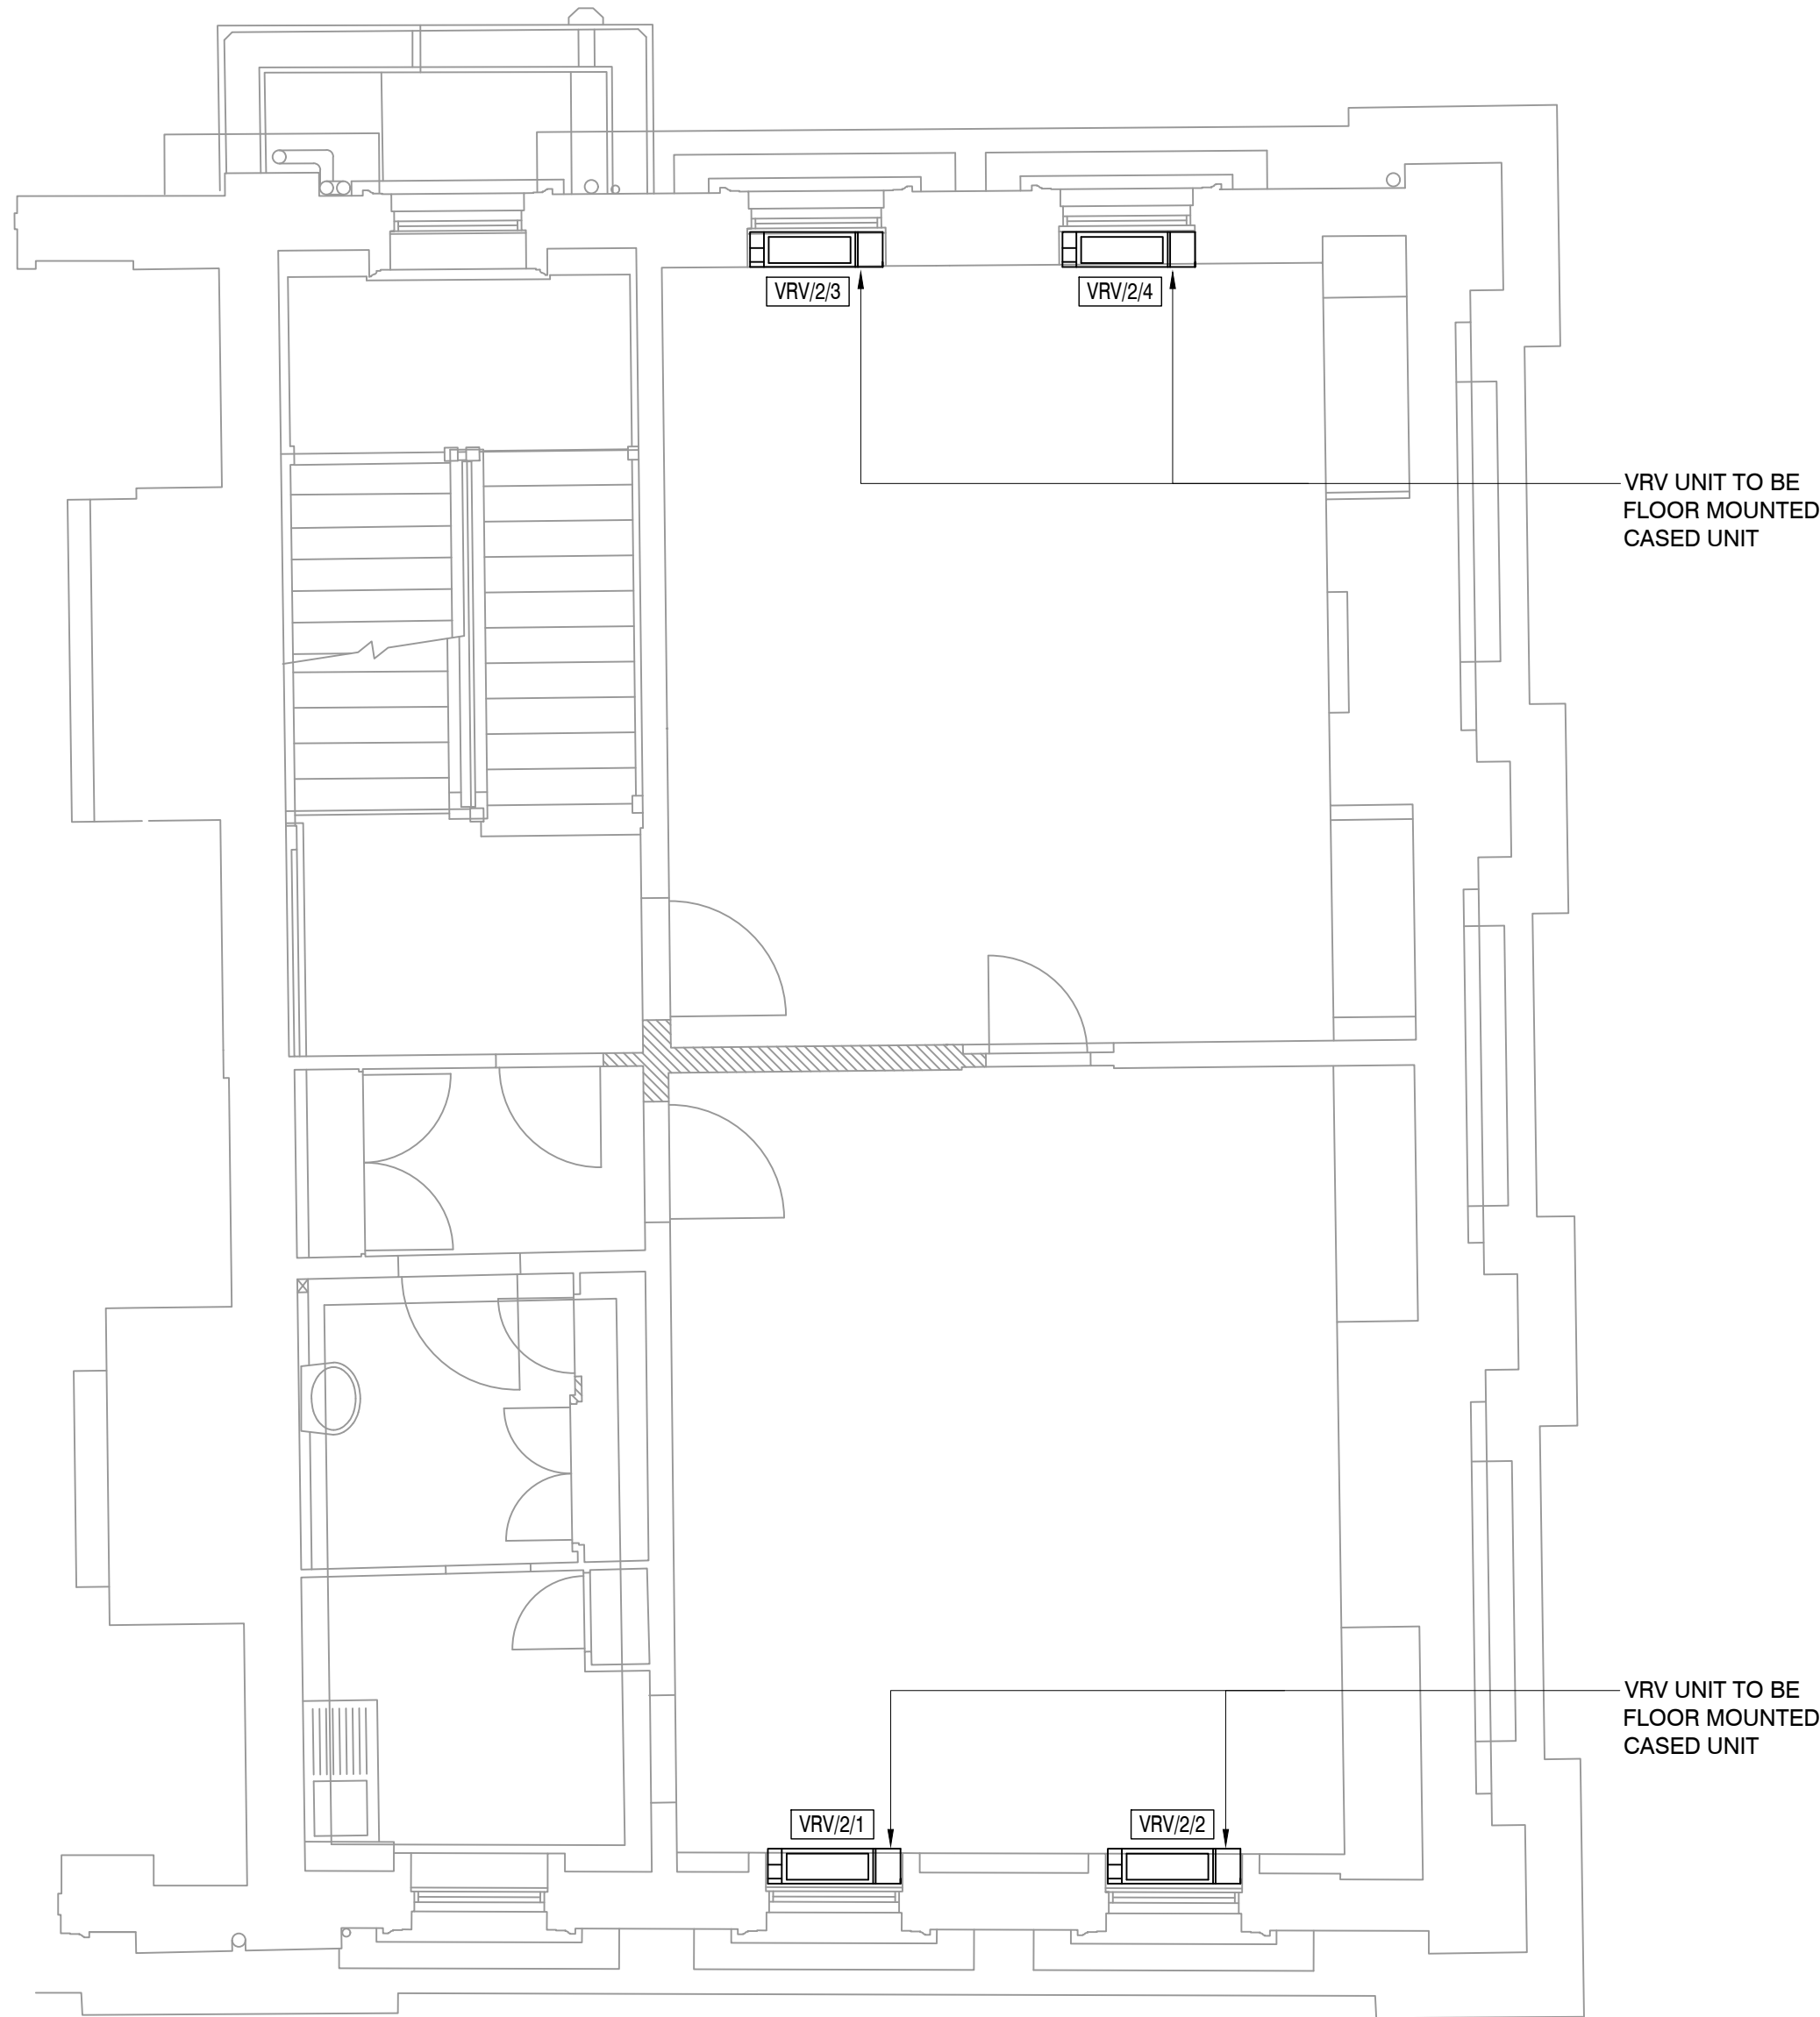 VRV/2/3
VRV/2/4
VRV UNIT TO BE
FLOOR MOUNTED
CASED UNIT
VRV UNIT TO BE
FLOOR MOUNTED
CASED UNIT
VRV/2/1
VRV/2/2